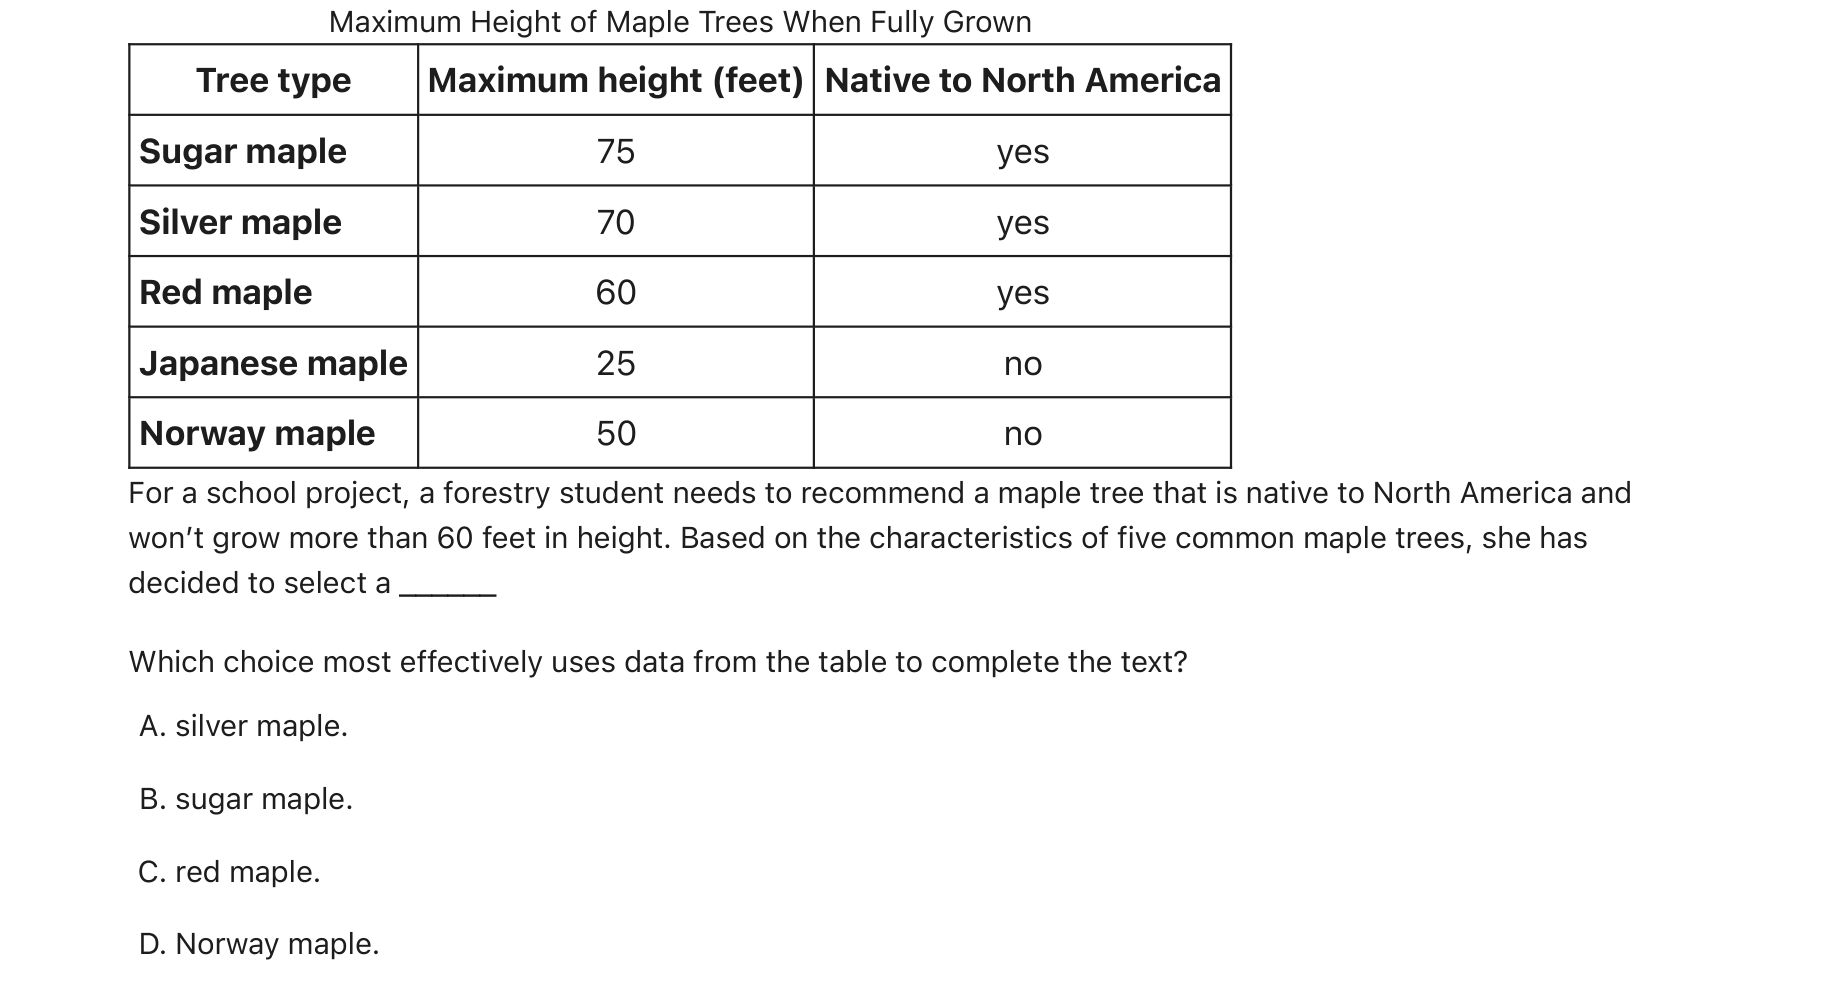 Maximum Height of Maple Trees When Fully Grown
Tree type Maximum height (feet) Native to North America
Sugar maple 75 yes
Silver maple 70 yes
Red maple 60 yes
Japanese maple 25 no
Norway maple 50 no
For a school project, a forestry student needs to recommend a maple tree that is native to North America and
won’t grow more than 60 feet in height. Based on the characteristics of five common maple trees, she has
decided to select a ______
Which choice most effectively uses data from the table to complete the text?
A. silver maple.
B. sugar maple.
C. red maple.
D. Norway maple.